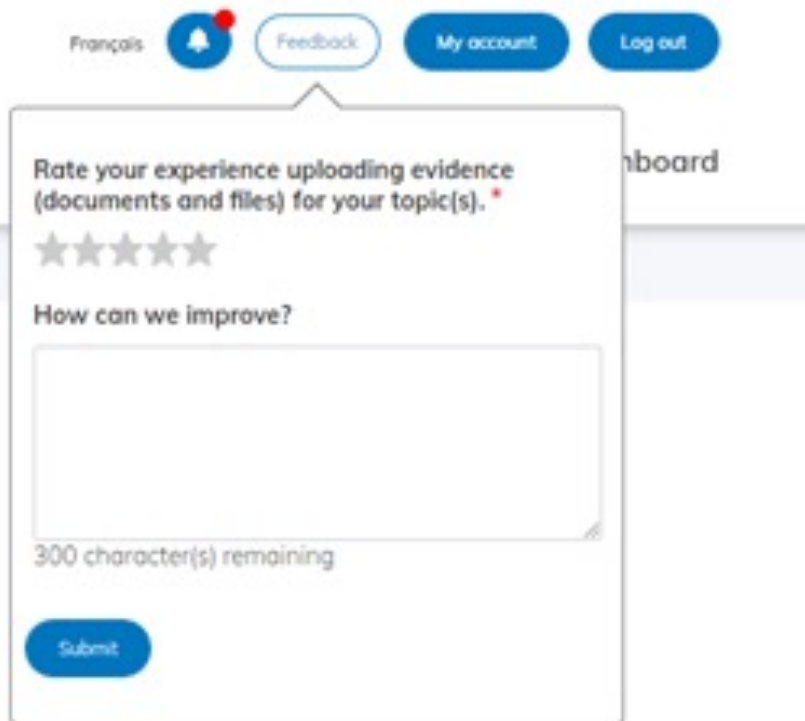 Français
Feedback
My account
Log out
Rate your experience uploading evidence
(documents and files) for your topic(s). *
How can we improve?
300 character(s) remaining
Submit